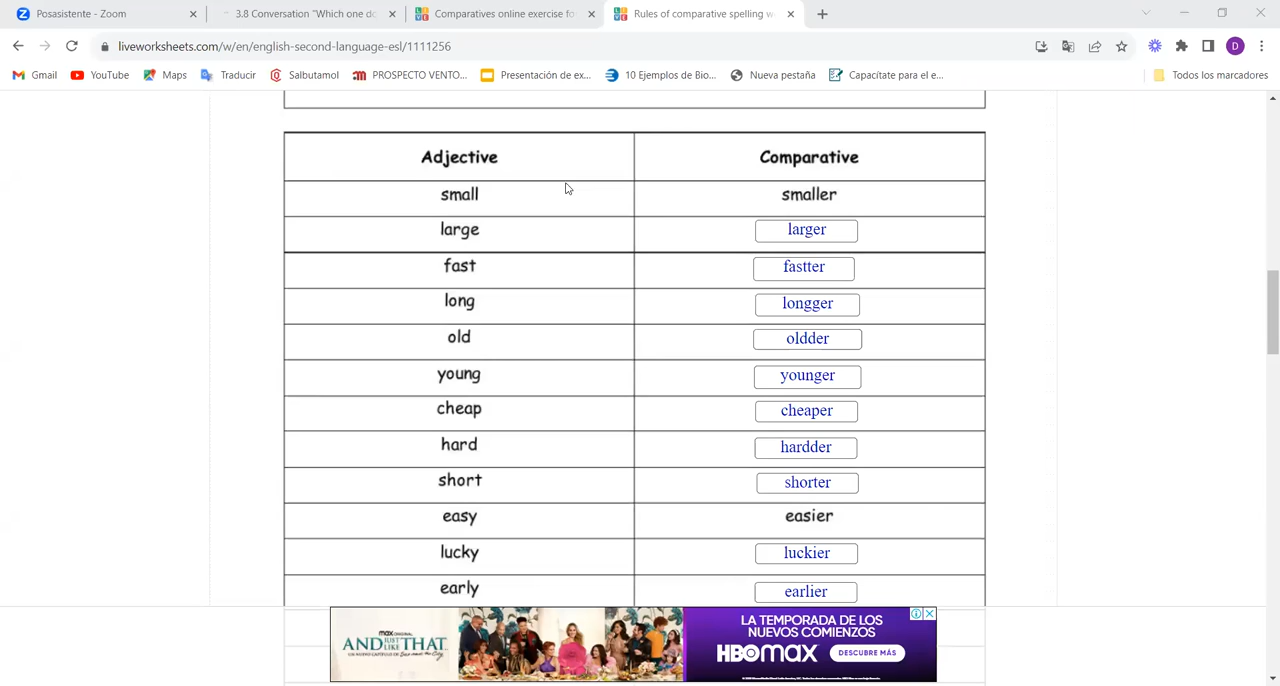 Posasistente - Zoom
3.8 Conversation "Which one do
Comparatives online exercise fo
Rules of comparative spelling w
liveworksheets.com/w/en/english-second-language-esl/1111256
D
Gmail YouTube Maps Traducir Salbutamol PROSPECTO VENTO... Presentación de ex... 10 Ejemplos de Bio... Nueva pestaña Capacítate para el e... Todos los marcadores
Adjective Comparative
small smaller
large larger
fast fastter
long longger
old oldder
young younger
cheap cheaper
hard hardder
short shorter
easy easier
lucky luckier
early earlier
max ORIGINAL
AND JUST LIKE THAT...
LA TEMPORADA DE LOS
NUEVOS COMIENZOS
HBOMAX DESCUBRE MÁS